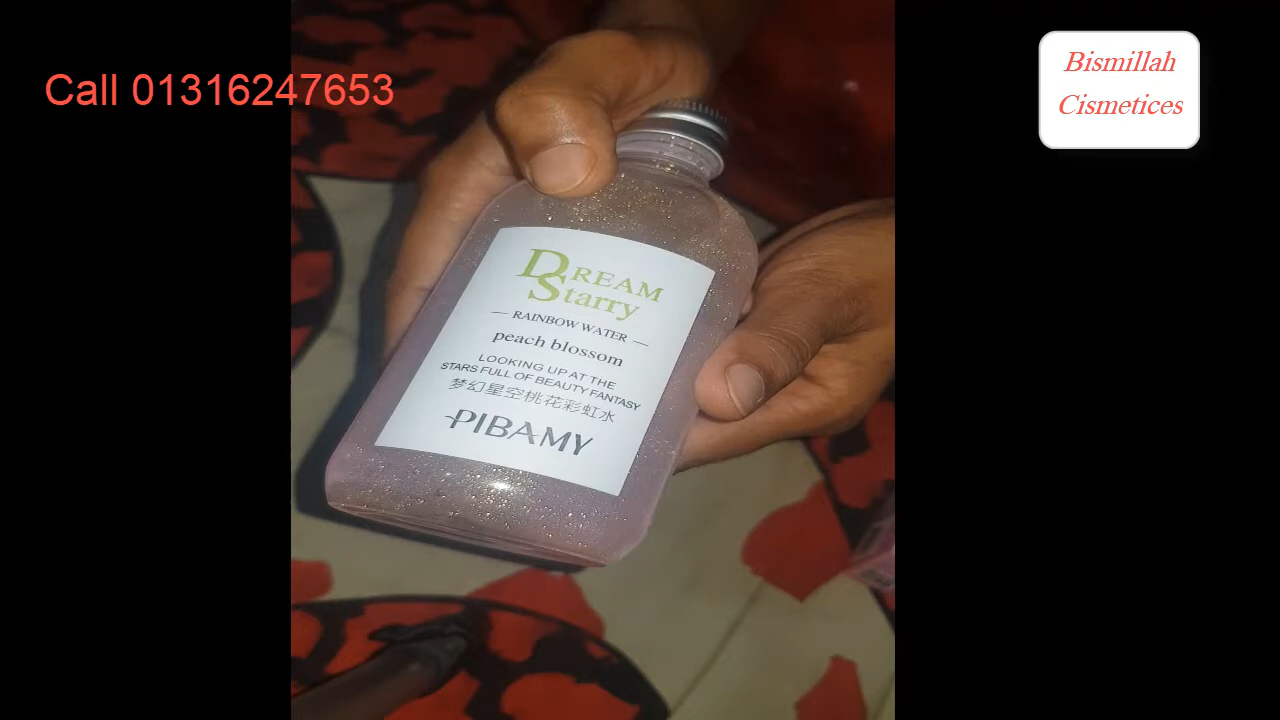 Call 01316247653
Bismillah
Cismetices
DREAM
Starry
— RAINBOW WATER —
peach blossom
LOOKING UP AT THE
STARS FULL OF BEAUTY FANTASY
梦幻星空桃花彩虹水
PIBAMY